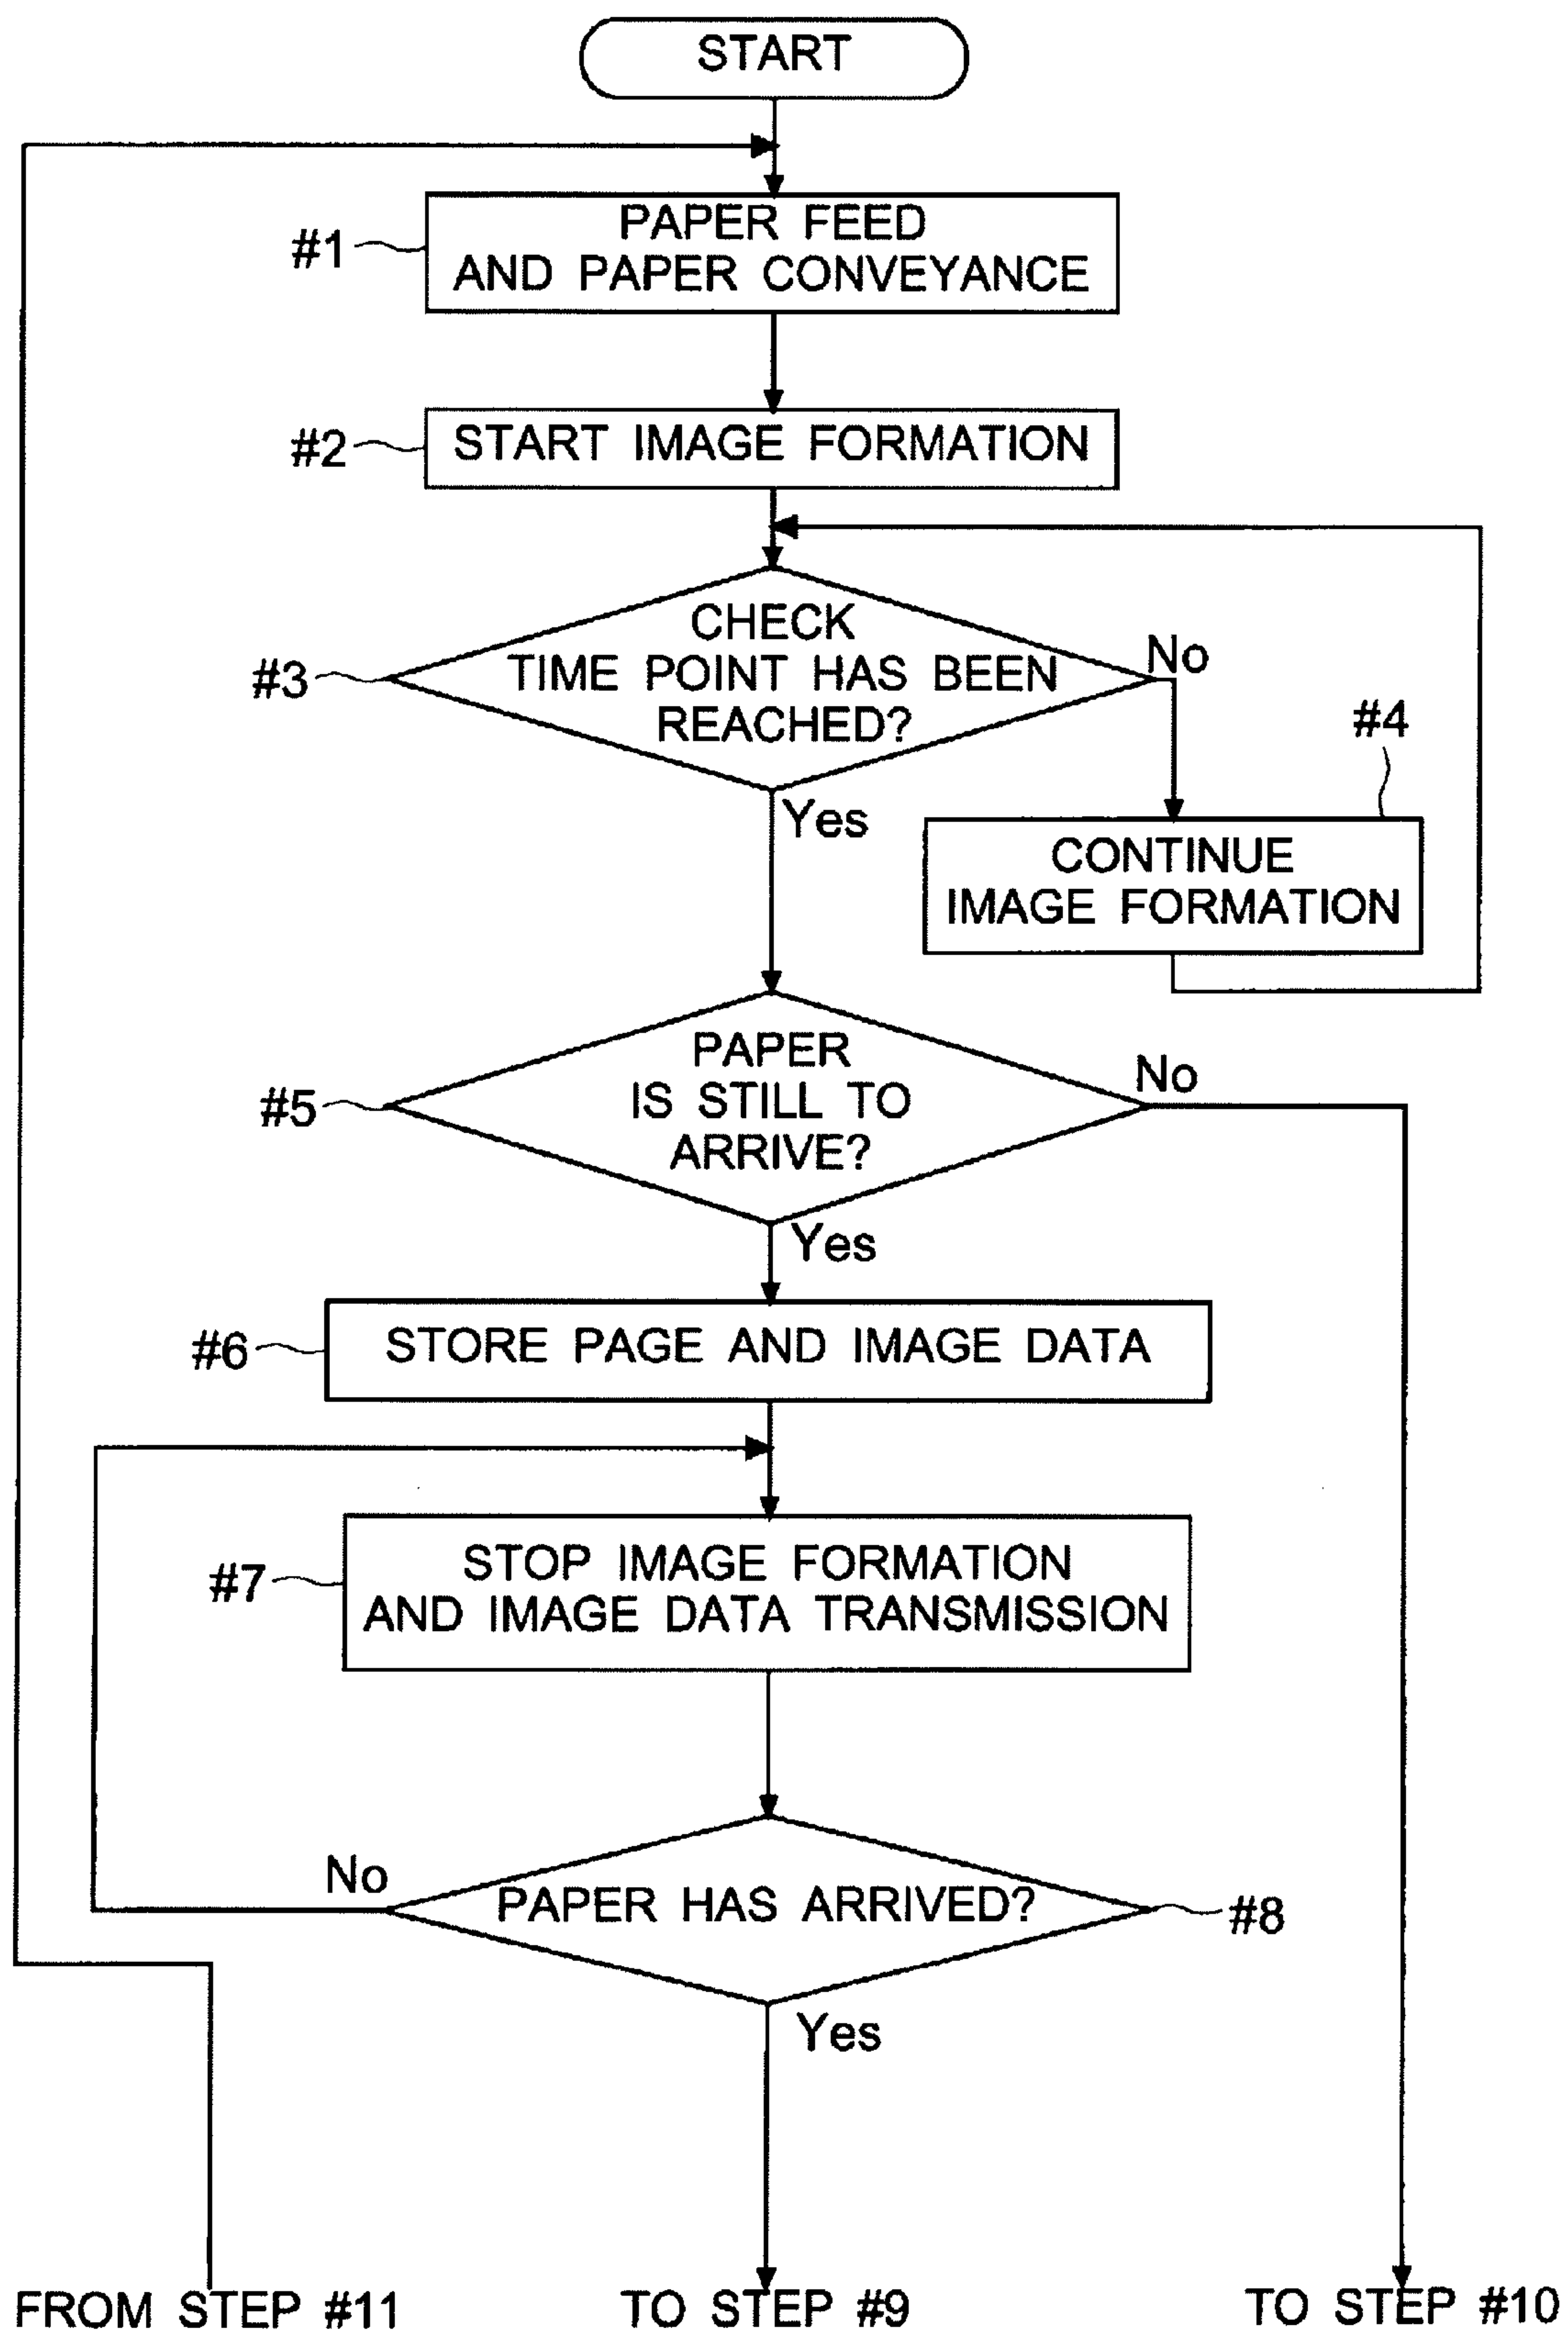 START
#1
PAPER FEED
AND PAPER CONVEYANCE
#2
START IMAGE FORMATION
#3
CHECK
TIME POINT HAS BEEN
REACHED?
No
Yes
#4
CONTINUE
IMAGE FORMATION
#5
PAPER
IS STILL TO
ARRIVE?
No
Yes
#6
STORE PAGE AND IMAGE DATA
#7
STOP IMAGE FORMATION
AND IMAGE DATA TRANSMISSION
No
PAPER HAS ARRIVED?
#8
Yes
FROM STEP #11
TO STEP #9
TO STEP #10